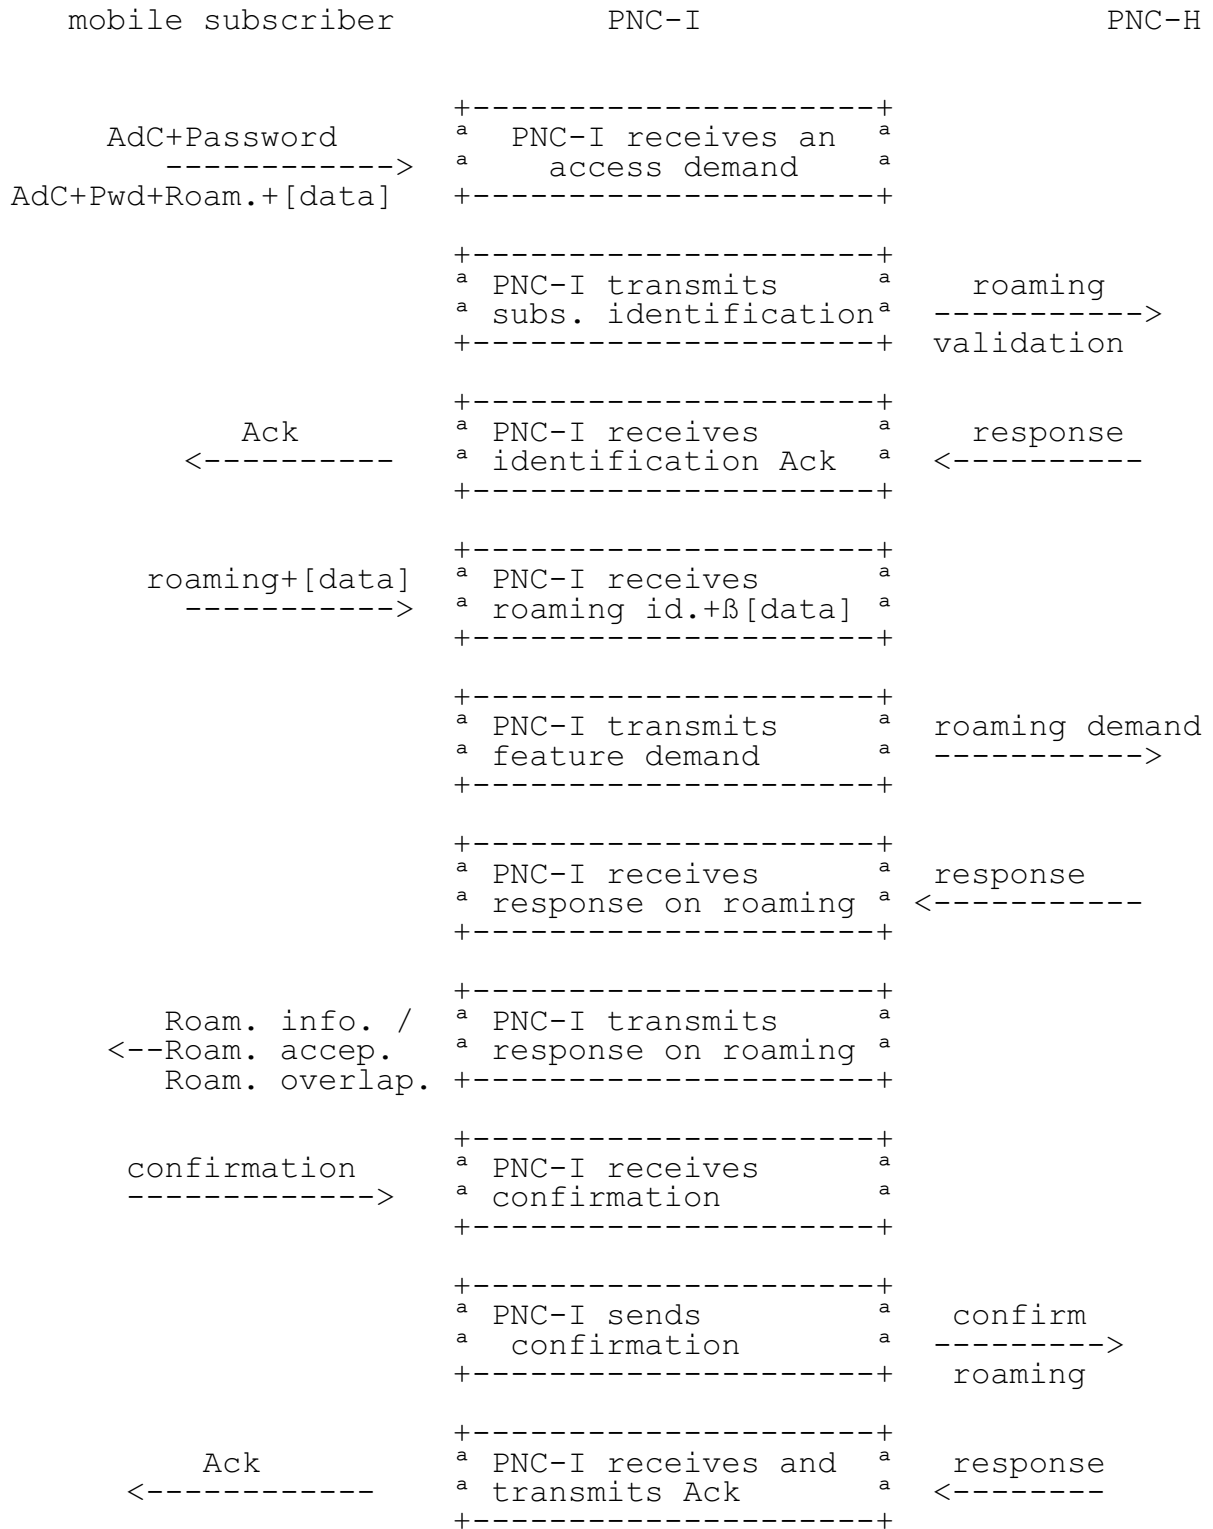 mobile subscriber PNC-I PNC-H
+---------------------+
AdC+Password ª PNC-I receives an ª
------------> ª access demand ª
AdC+Pwd+Roam.+[data] +---------------------+
+---------------------+
ª PNC-I transmits ª roaming
ª subs. identificationª ----------->
+---------------------+ validation
+---------------------+
Ack ª PNC-I receives ª response
<---------- ª identification Ack ª <----------
+---------------------+
+---------------------+
roaming+[data] ª PNC-I receives ª
-----------> ª roaming id.+ß[data] ª
+---------------------+
+---------------------+
ª PNC-I transmits ª roaming demand
ª feature demand ª ----------->
+---------------------+
+---------------------+
ª PNC-I receives ª response
ª response on roaming ª <-----------
+---------------------+
+---------------------+
Roam. info. / ª PNC-I transmits ª
<--Roam. accep. ª response on roaming ª
Roam. overlap. +---------------------+
+---------------------+
confirmation ª PNC-I receives ª
-------------> ª confirmation ª
+---------------------+
+---------------------+
ª PNC-I sends ª confirm
ª confirmation ª --------->
+---------------------+ roaming
+---------------------+
Ack ª PNC-I receives and ª response
<------------ ª transmits Ack ª <--------
+---------------------+